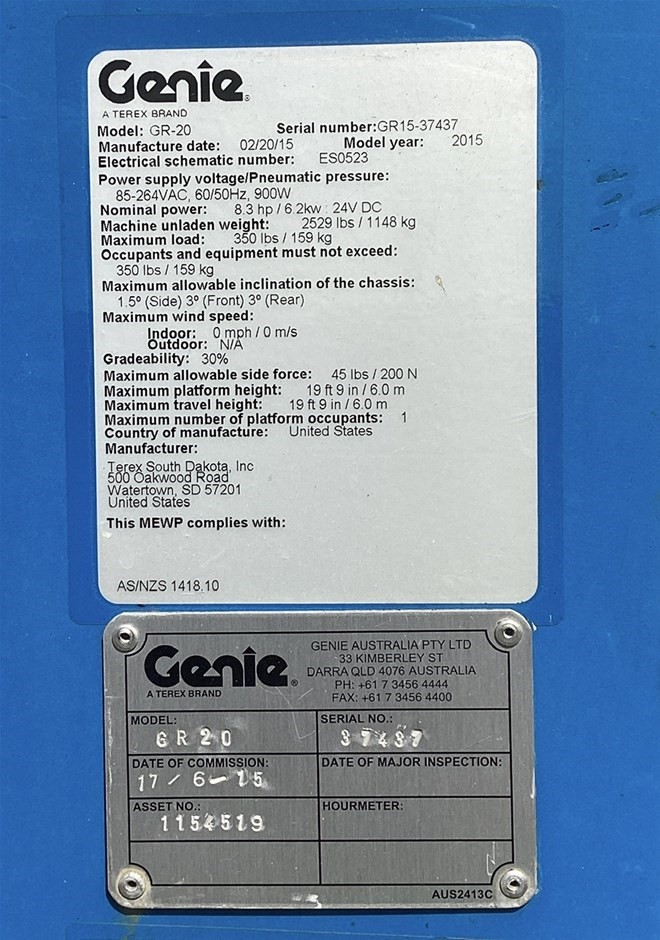 Genie®
A TEREX BRAND
Model: GR-20 Serial number:GR15-37437
Manufacture date: 02/20/15 Model year: 2015
Electrical schematic number: ES0523
Power supply voltage/Pneumatic pressure:
85-264VAC, 60/50Hz, 900W
Nominal power: 8.3 hp / 6.2kw : 24V DC
Machine unladen weight: 2529 lbs / 1148 kg
Maximum load: 350 lbs / 159 kg
Occupants and equipment must not exceed:
350 lbs / 159 kg
Maximum allowable inclination of the chassis:
1.5º (Side) 3º (Front) 3º (Rear)
Maximum wind speed:
Indoor: 0 mph / 0 m/s
Outdoor: N/A
Gradeability: 30%
Maximum allowable side force: 45 lbs / 200 N
Maximum platform height: 19 ft 9 in / 6.0 m
Maximum travel height: 19 ft 9 in / 6.0 m
Maximum number of platform occupants: 1
Country of manufacture: United States
Manufacturer:
Terex South Dakota, Inc
500 Oakwood Road
Watertown, SD 57201
United States
This MEWP complies with:
AS/NZS 1418.10
Genie®
A TEREX BRAND
GENIE AUSTRALIA PTY LTD
33 KIMBERLEY ST
DARRA QLD 4076 AUSTRALIA
PH: +61 7 3456 4444
FAX: +61 7 3456 4400
MODEL: SERIAL NO.:
GR20 37437
DATE OF COMMISSION: DATE OF MAJOR INSPECTION:
17/6-15
ASSET NO.: HOURMETER:
1154519
AUS2413C